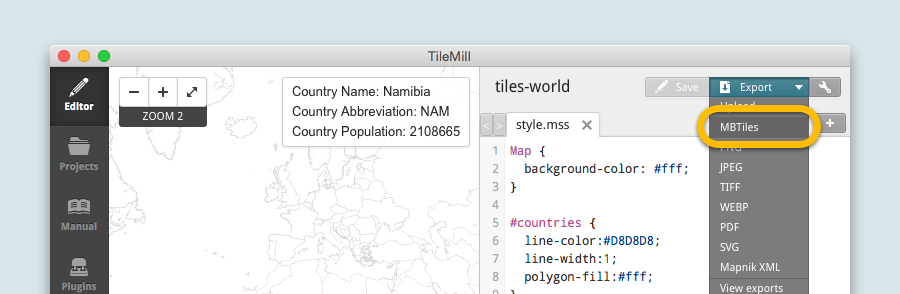 TileMill
Editor
Projects
Manual
Plugins
ZOOM 2
Country Name: Namibia
Country Abbreviation: NAM
Country Population: 2108665
tiles-world
Save
Export
style.mss
1 Map {
2 background-color: #fff;
3 }
4
5 #countries {
6 line-color:#D8D8D8;
7 line-width:1;
8 polygon-fill:#fff;
9 }
Upload
MBTiles
PNG
JPEG
TIFF
WEBP
PDF
SVG
Mapnik XML
View exports